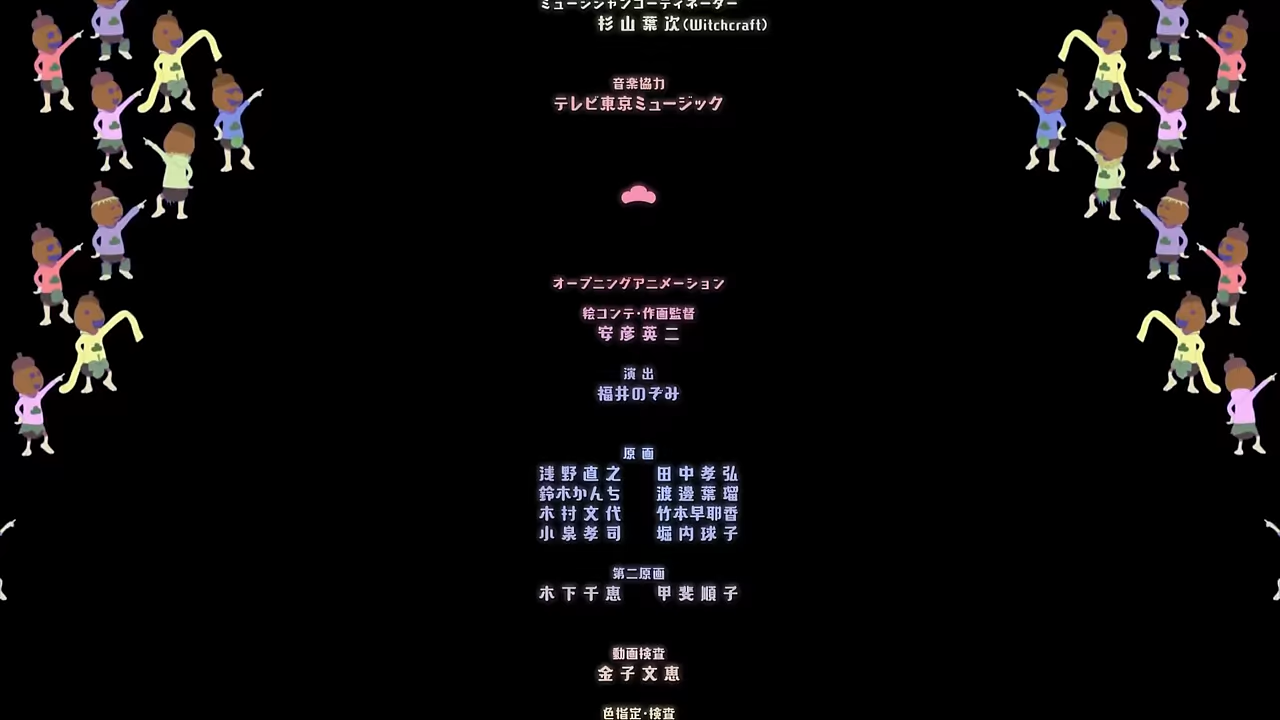 ミュージシャンコーディネーター
杉山葉次(Witchcraft)
音楽協力
テレビ東京ミュージック
オープニングアニメーション
絵コンテ・作画監督
安彦英二
演出
福井のぞみ
原画
浅野直之 田中孝弘
鈴木かんち 渡邊葉瑠
木村文代 竹本早耶香
小泉孝司 堀内球子
第二原画
木下千恵 甲斐順子
動画検査
金子文恵
色指定・検査